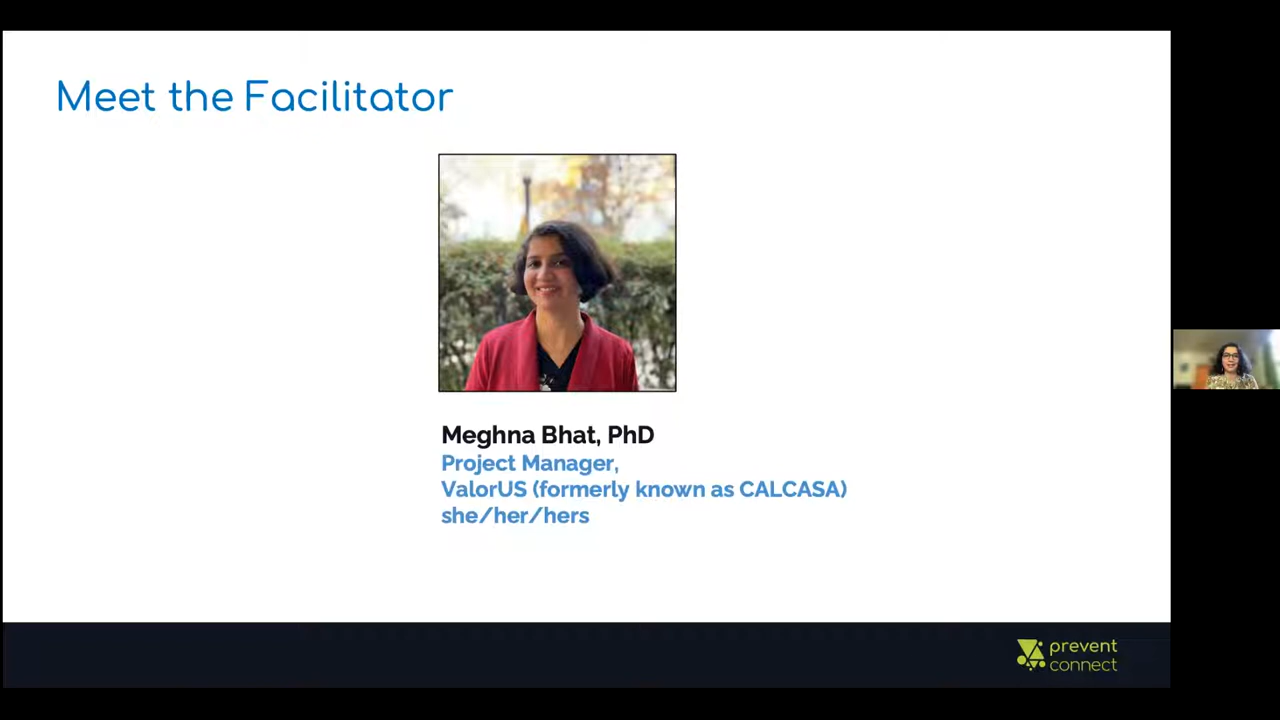 Meet the Facilitator
Meghna Bhat, PhD
Project Manager,
ValorUS (formerly known as CALCASA)
she/her/hers
prevent
connect